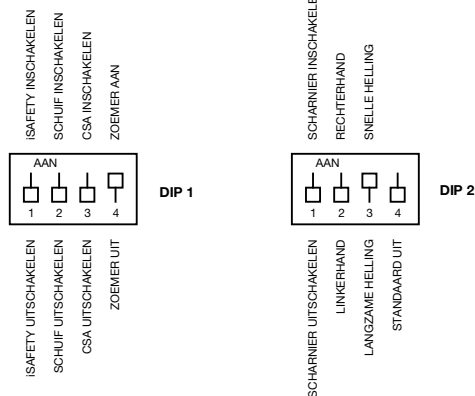 iSAFETY INSCHAKELEN
SCHUIF INSCHAKELEN
CSA INSCHAKELEN
ZOEMER AAN
AAN
1 2 3 4
DIP 1
iSAFETY UITSCHAKELEN
SCHUIF UITSCHAKELEN
CSA UITSCHAKELEN
ZOEMER UIT
SCHARNIER INSCHAKELE
RECHTERHAND
SNELLE HELLING
AAN
1 2 3 4
DIP 2
SCHARNIER UITSCHAKELEN
LINKERHAND
LANGZAME HELLING
STANDAARD UIT